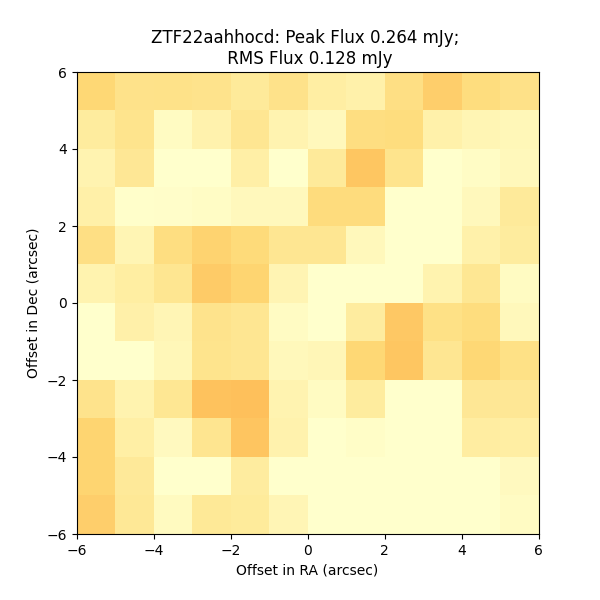 ZTF22aahhocd: Peak Flux 0.264 mJy;
RMS Flux 0.128 mJy
6
4
2
0
−2
−4
−6
Offset in Dec (arcsec)
−6 −4 −2 0 2 4 6
Offset in RA (arcsec)